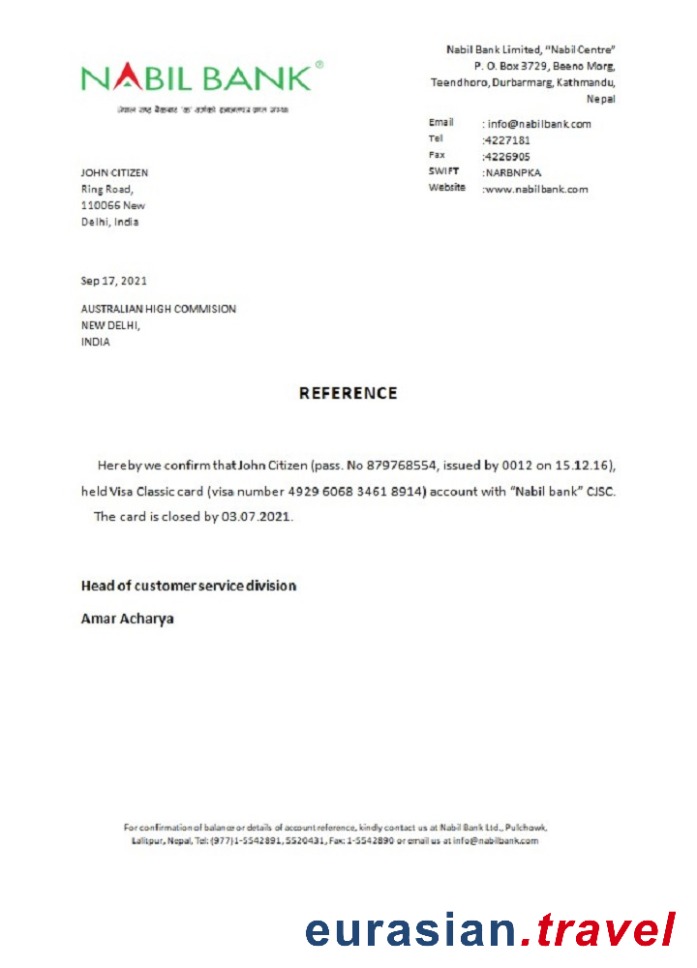 NABIL BANK®
Nabil Bank Limited, “Nabil Centre”
P. O. Box 3729, Beeno Morg,
Teendhoro, Durbarmarg, Kathmandu,
Nepal
Email : info@nabilbank.com
Tel :4227181
Fax :4226905
SWIFT :NARBNPKA
Website :www.nabilbank.com
JOHN CITIZEN
Ring Road,
110066 New
Delhi, India
Sep 17, 2021
AUSTRALIAN HIGH COMMISION
NEW DELHI,
INDIA
REFERENCE
Hereby we confirm that John Citizen (pass. No 879768554, issued by 0012 on 15.12.16),
held Visa Classic card (visa number 4929 6068 3461 8914) account with “Nabil bank” CJSC.
The card is closed by 03.07.2021.
Head of customer service division
Amar Acharya
For confirmation of balance or details of account reference, kindly contact us at Nabil Bank Ltd., Pulchowk,
Lalitpur, Nepal, Tel: (977)1-5542891, 5520431, Fax: 1-5542890 or email us at info@nabilbank.com
eurasian.travel